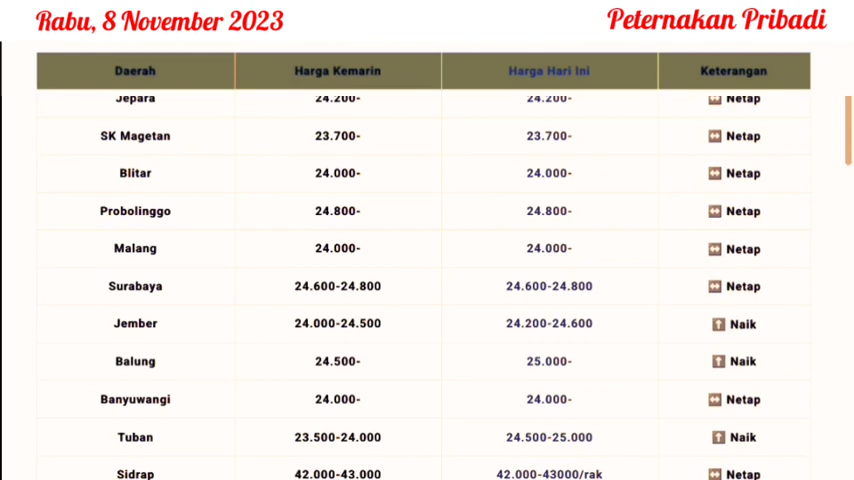 Rabu, 8 November 2023
Peternakan Pribadi
Daerah Harga Kemarin Harga Hari Ini Keterangan
Jepara 24.200- 24.200- Netap
SK Magetan 23.700- 23.700- Netap
Blitar 24.000- 24.000- Netap
Probolinggo 24.800- 24.800- Netap
Malang 24.000- 24.000- Netap
Surabaya 24.600-24.800 24.600-24.800 Netap
Jember 24.000-24.500 24.200-24.600 Naik
Balung 24.500- 25.000- Naik
Banyuwangi 24.000- 24.000- Netap
Tuban 23.500-24.000 24.500-25.000 Naik
Sidrap 42.000-43.000 42.000-43000/rak Netap